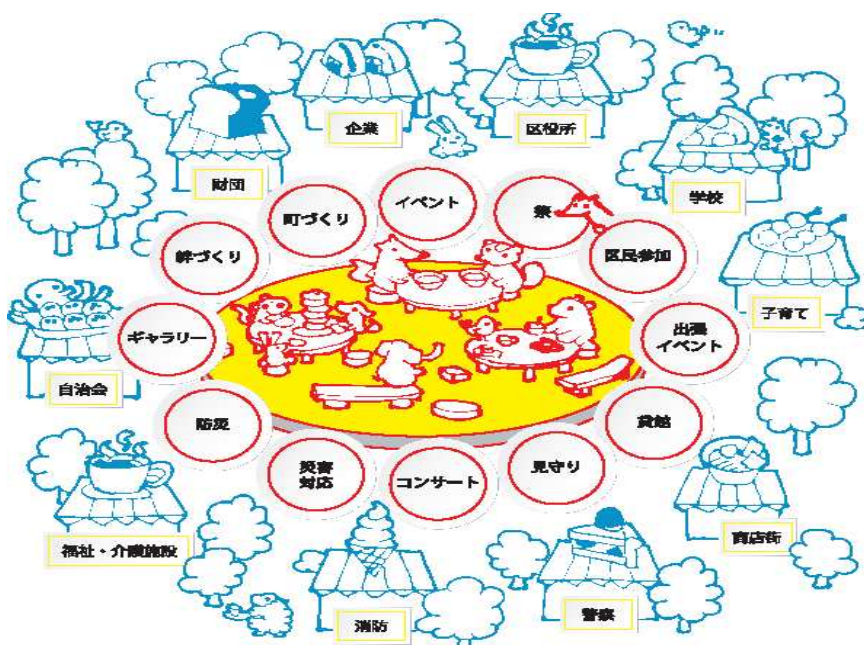 企業
区役所
財団
学校
イベント
町づくり
祭
絆づくり
区民参加
子育て
ギャラリー
出張
イベント
自治会
防災
貸館
災害
対応
コンサート
見守り
商店街
福祉・介護施設
消防
警察